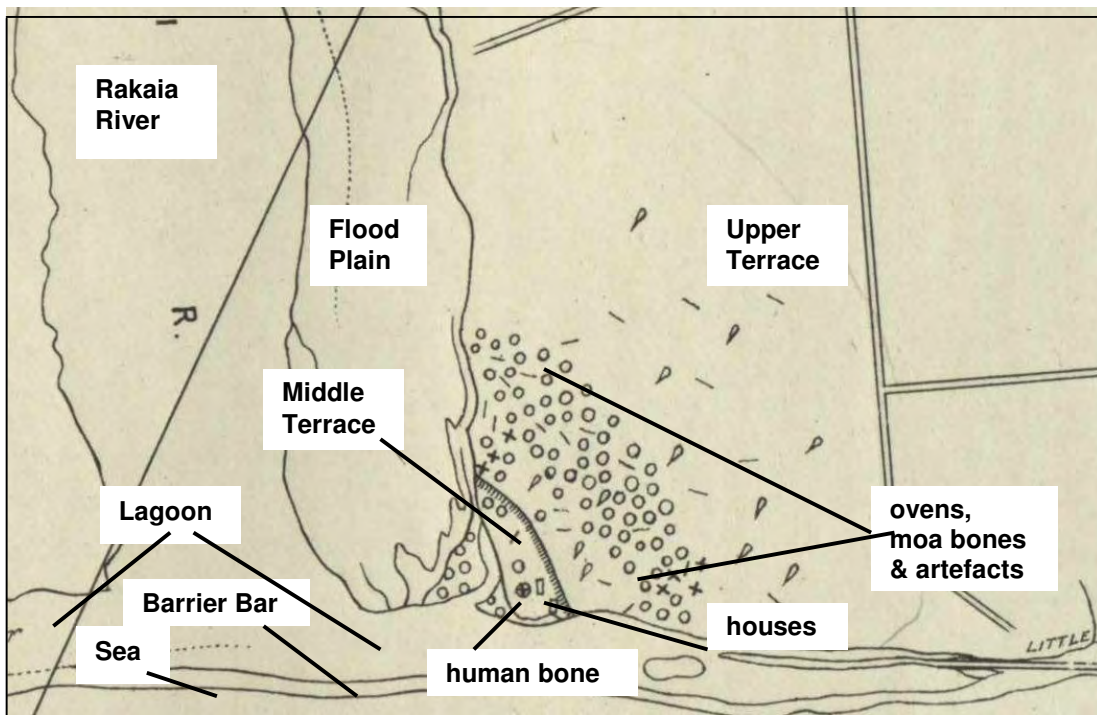 Rakaia
River
Flood
Plain
Upper
Terrace
R.
Middle
Terrace
Lagoon
ovens,
moa bones
& artefacts
Barrier Bar
houses
Sea
human bone
LITTLE